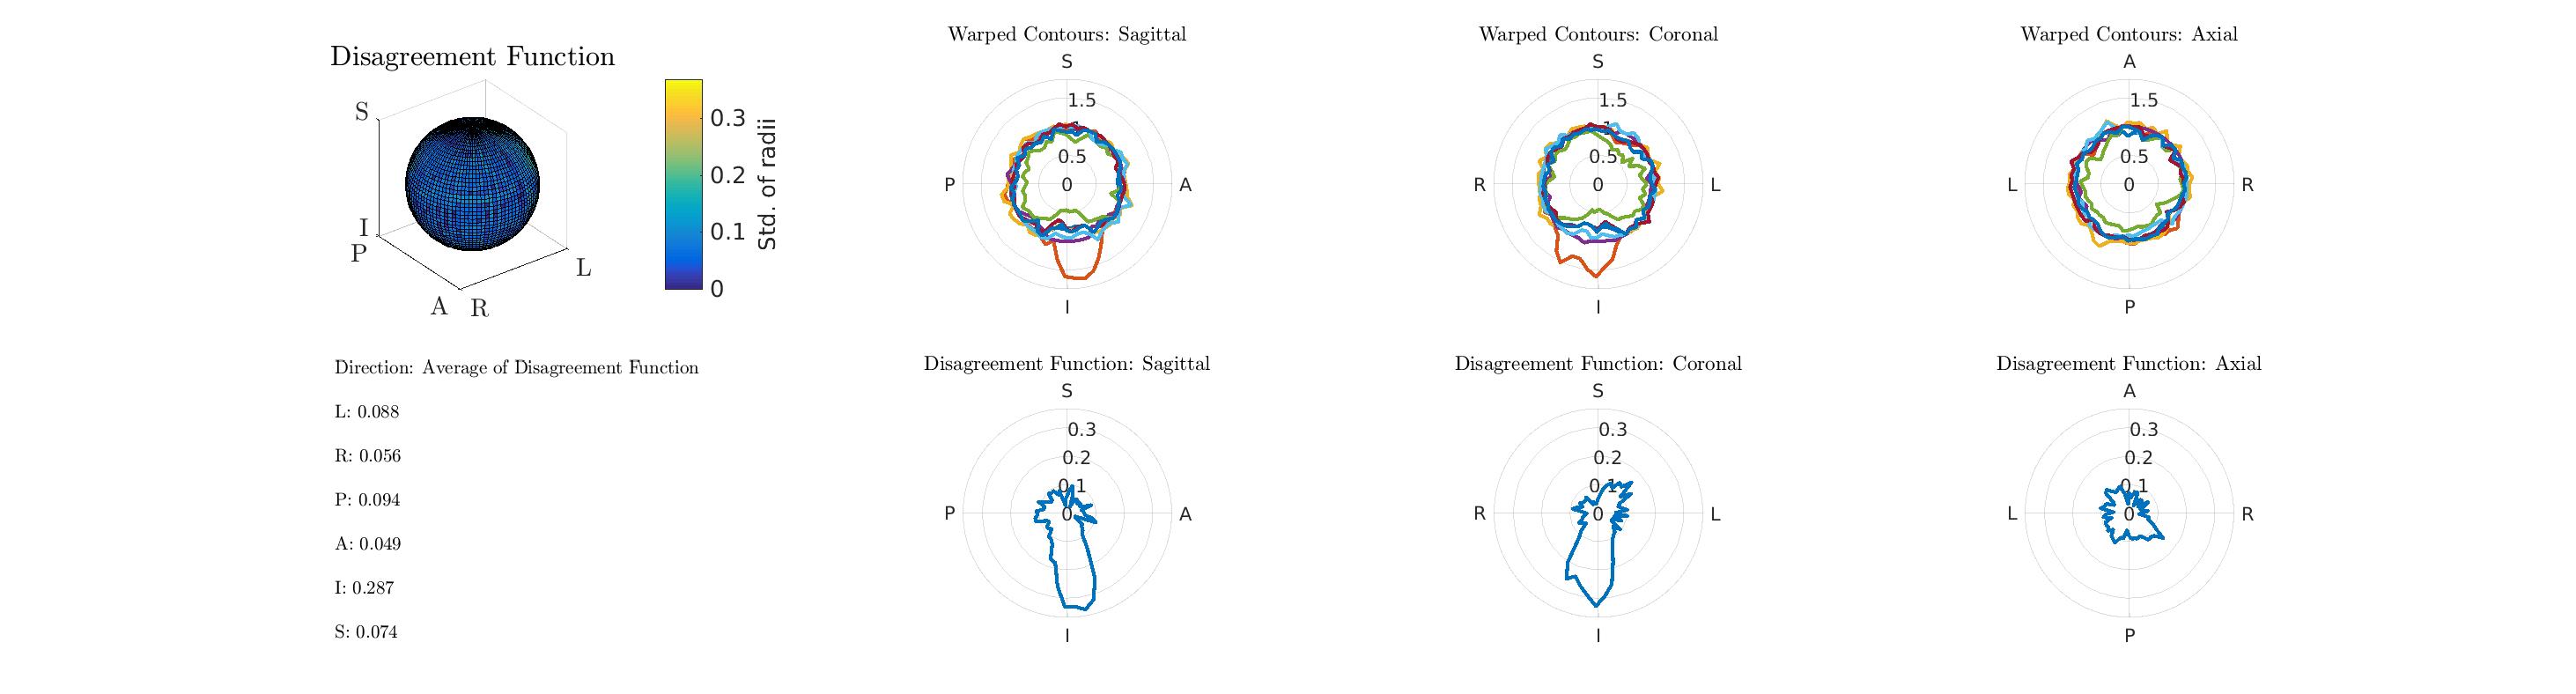 Disagreement Function
S
I
P
A R
L
0.3
0.2
0.1
0
Std. of radii
Warped Contours: Sagittal
S
1.5
0.5
0
P
A
I
Warped Contours: Coronal
S
1.5
0.5
0
R
L
I
Warped Contours: Axial
A
1.5
0.5
0
L
R
P
Direction: Average of Disagreement Function
L: 0.088
R: 0.056
P: 0.094
A: 0.049
I: 0.287
S: 0.074
Disagreement Function: Sagittal
S
0.3
0.2
0.1
0
P
A
I
Disagreement Function: Coronal
S
0.3
0.2
0.1
0
R
L
I
Disagreement Function: Axial
A
0.3
0.2
0.1
0
L
R
P